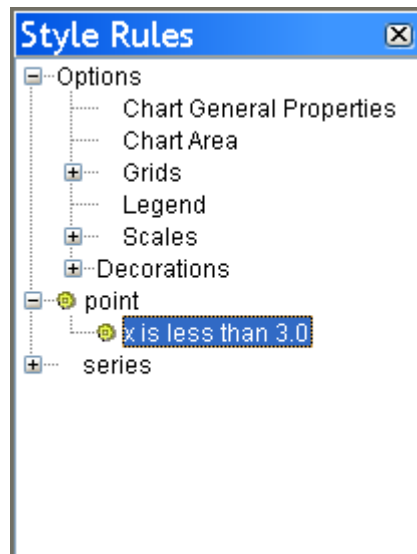 Style Rules
Options
Chart General Properties
Chart Area
Grids
Legend
Scales
Decorations
point
x is less than 3.0
series